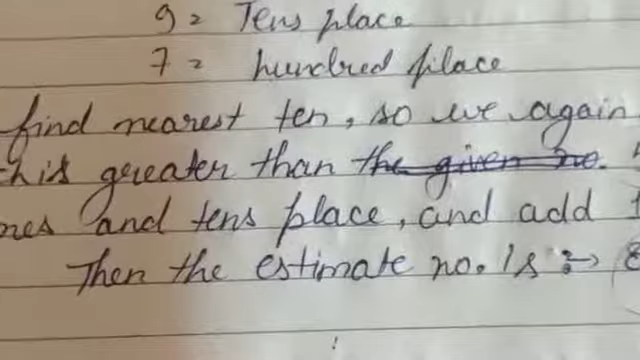 9 = Tens place
7 = hundred place
find nearest ten, so we again
greater than the given no.
and tens place, and add
Then the estimate no. is :→